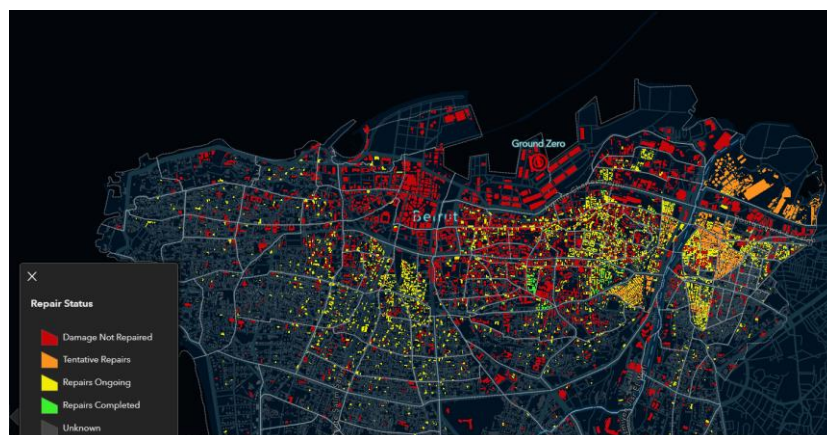 Ground Zero
Beirut
Repair Status
Damage Not Repaired
Tentative Repairs
Repairs Ongoing
Repairs Completed
Unknown